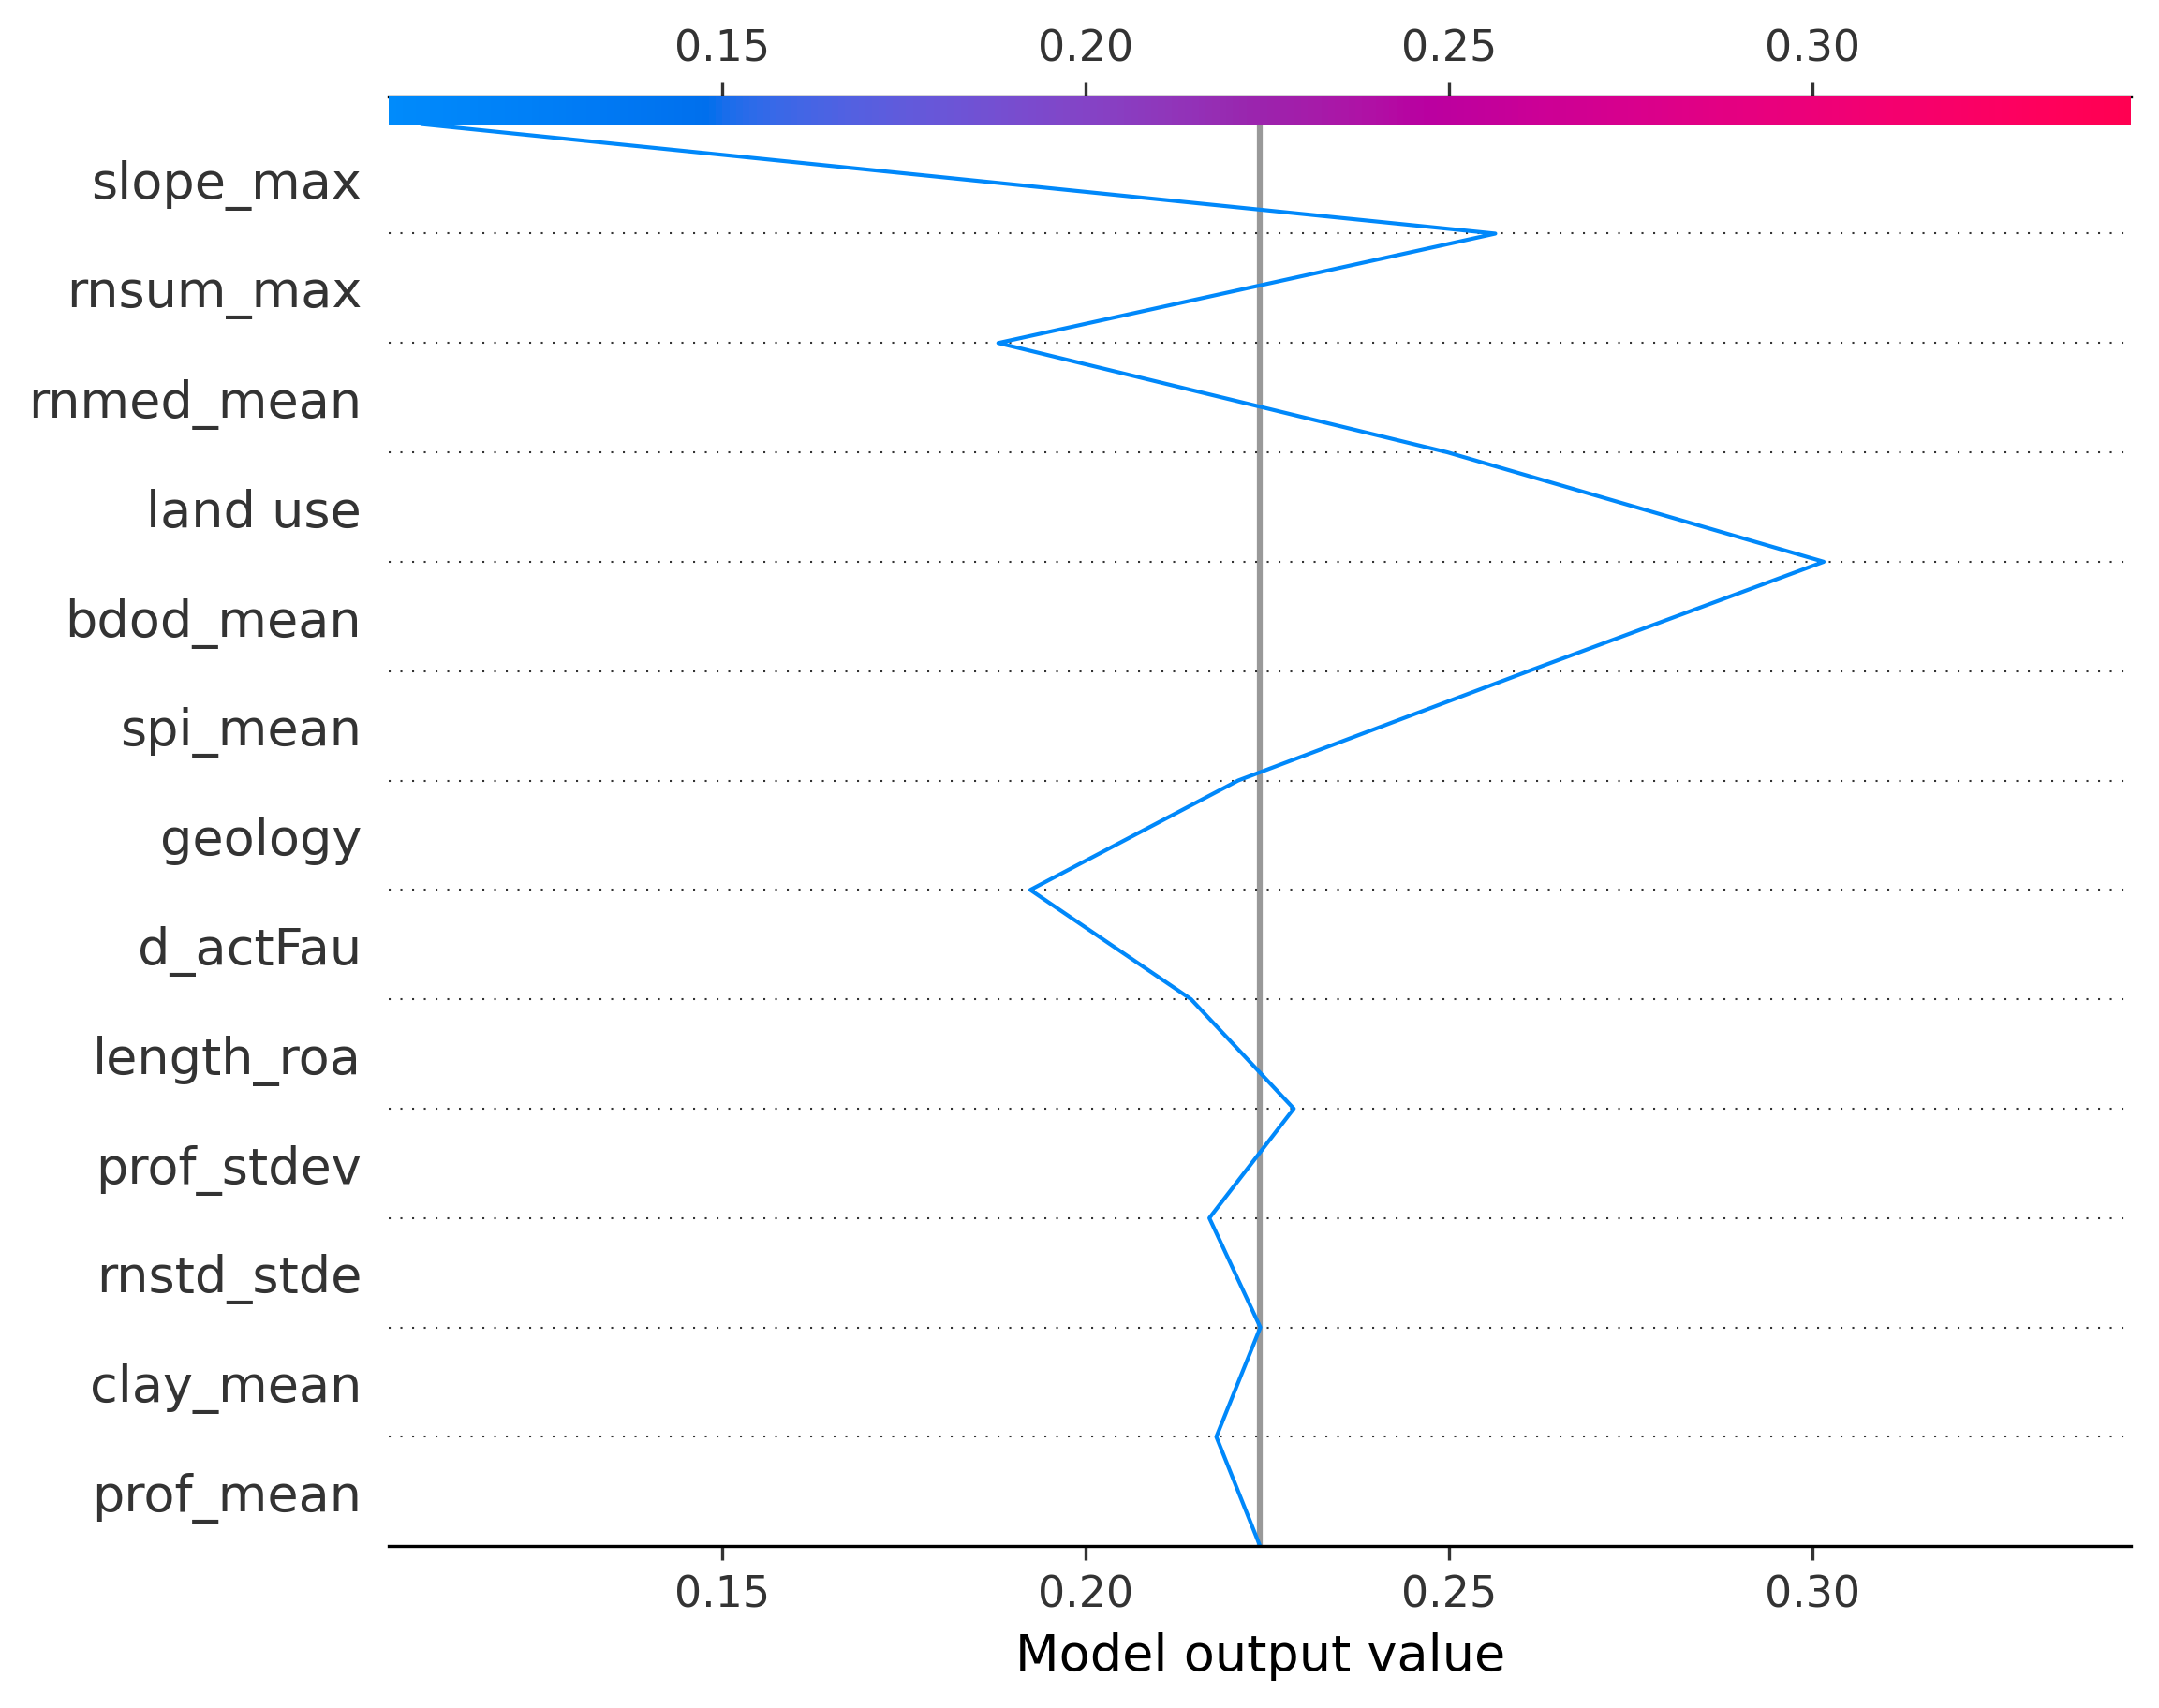 0.15 0.20 0.25 0.30
slope_max
rnsum_max
rnmed_mean
land use
bdod_mean
spi_mean
geology
d_actFau
length_roa
prof_stdev
rnstd_stde
clay_mean
prof_mean
0.15 0.20 0.25 0.30
Model output value